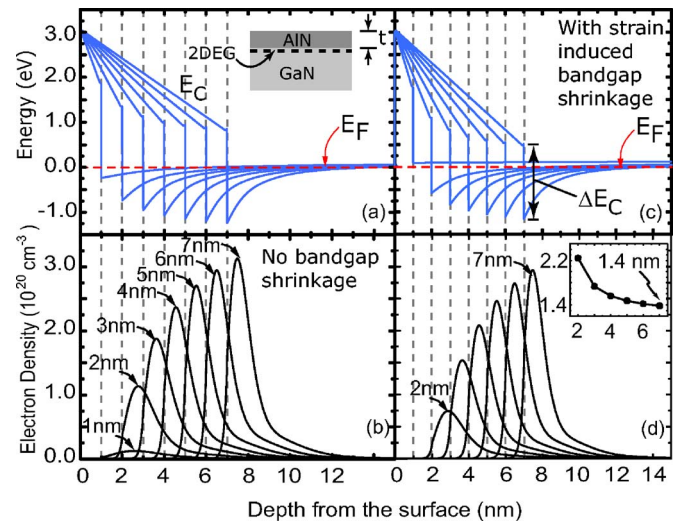 3.0
2.0
1.0
0.0
-1.0
Energy (eV)
E_C
2DEG
AlN
GaN
t
E_F
(a)
With strain
induced
bandgap
shrinkage
E_F
ΔE_C
(c)
3.0
2.0
1.0
0.0
Electron Density (10^20 cm^-3)
7nm
6nm
5nm
4nm
3nm
2nm
1nm
No bandgap
shrinkage
(b)
7nm
2nm
2.2
1.4
1.4 nm
2 4 6
(d)
0 2 4 6 8 10 12
0 2 4 6 8 10 12 14
Depth from the surface (nm)